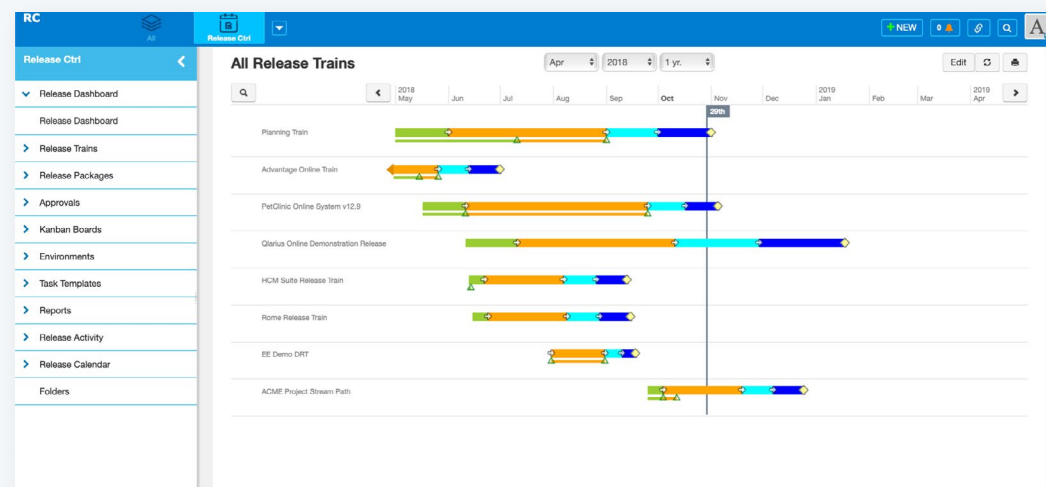 RC
All
Release Ctrl
+NEW
0
A
Release Ctrl
Release Dashboard
Release Dashboard
Release Trains
Release Packages
Approvals
Kanban Boards
Environments
Task Templates
Reports
Release Activity
Release Calendar
Folders
All Release Trains
Apr 2018 1 yr.
Edit
2018 2019 2019
May Jun Jul Aug Sep Oct Nov Dec Jan Feb Mar Apr
29th
Planning Train
Advantage Online Train
PetClinic Online System v12.9
Qlarius Online Demonstration Release
HCM Suite Release Train
Rome Release Train
EE Demo DRT
ACME Project Stream Path